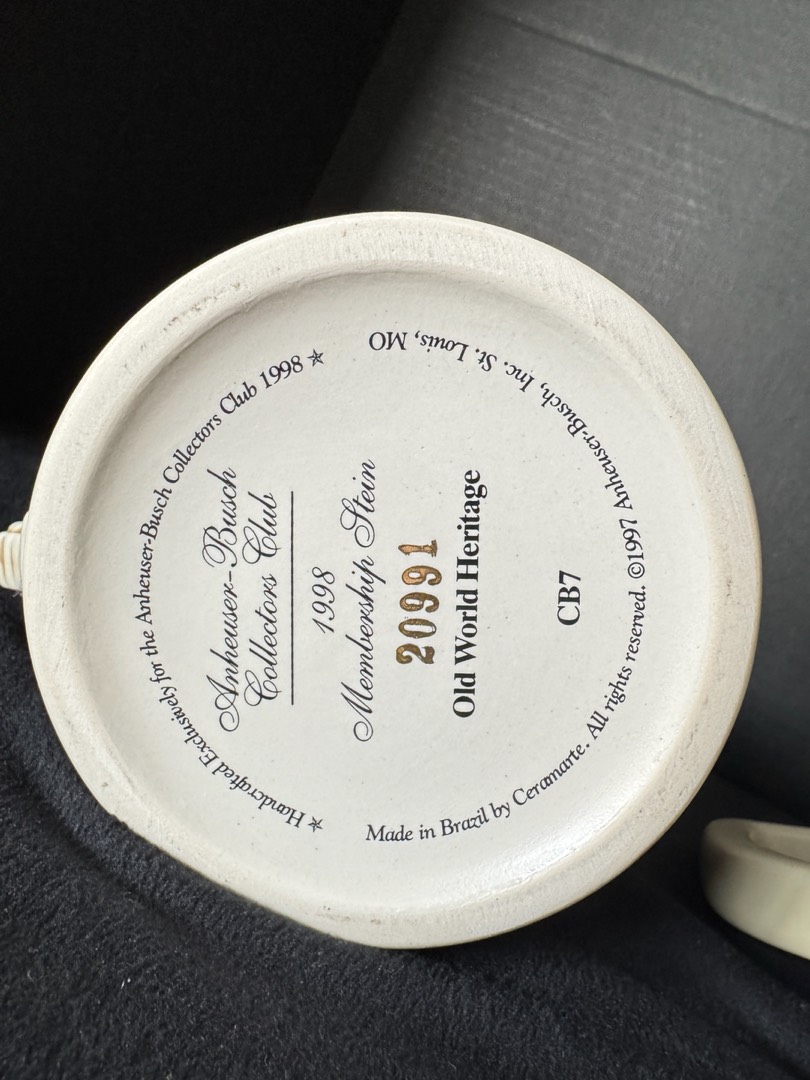 ★ Handcrafted Exclusively for the Anheuser-Busch Collectors Club 1998 ★
Anheuser-Busch
Collectors Club
1998
Membership Stein
20991
Old World Heritage
CB7
Made in Brazil by Ceramarte. All rights reserved. ©1997 Anheuser-Busch, Inc. St. Louis, MO